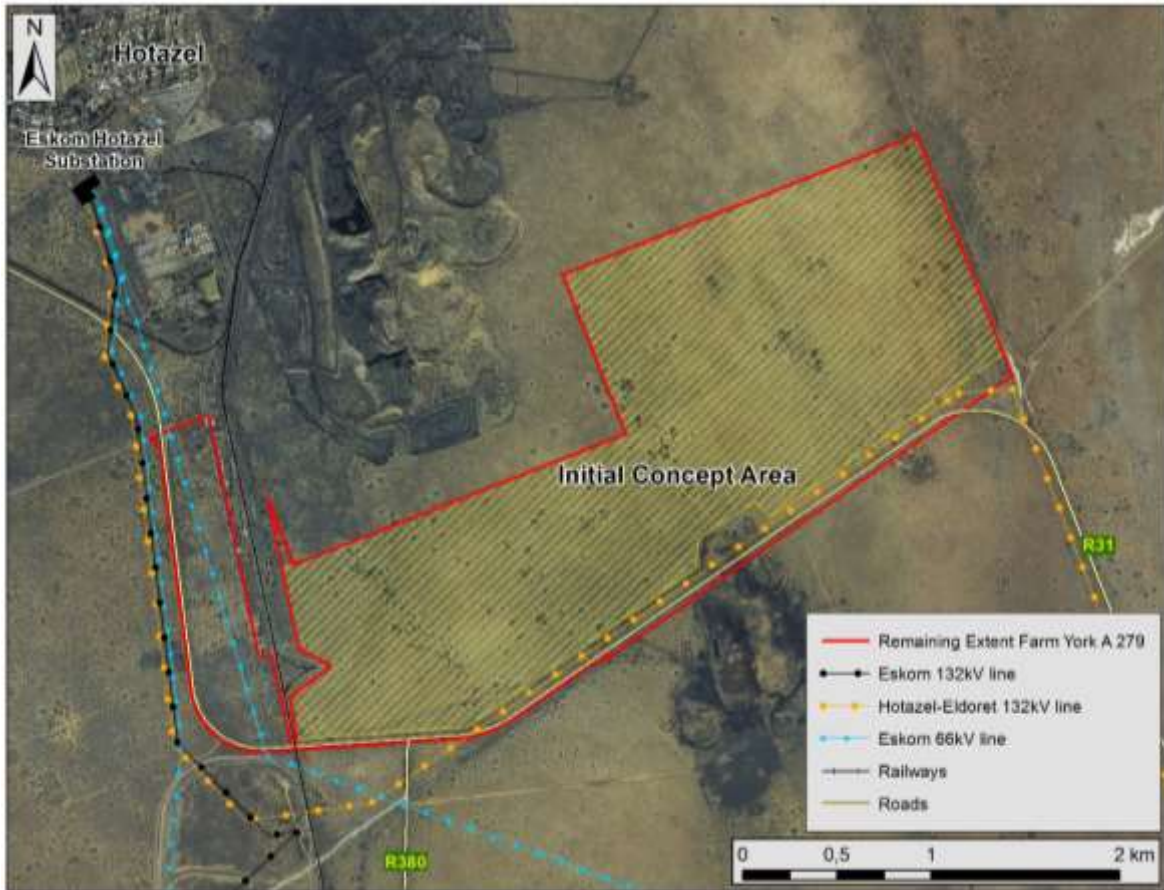 N
Hotazel
Eskom Hotazel
Substation
Initial Concept Area
R31
R380
Remaining Extent Farm York A 279
Eskom 132kV line
Hotazel-Eldoret 132kV line
Eskom 66kV line
Railways
Roads
0 0,5 1 2 km